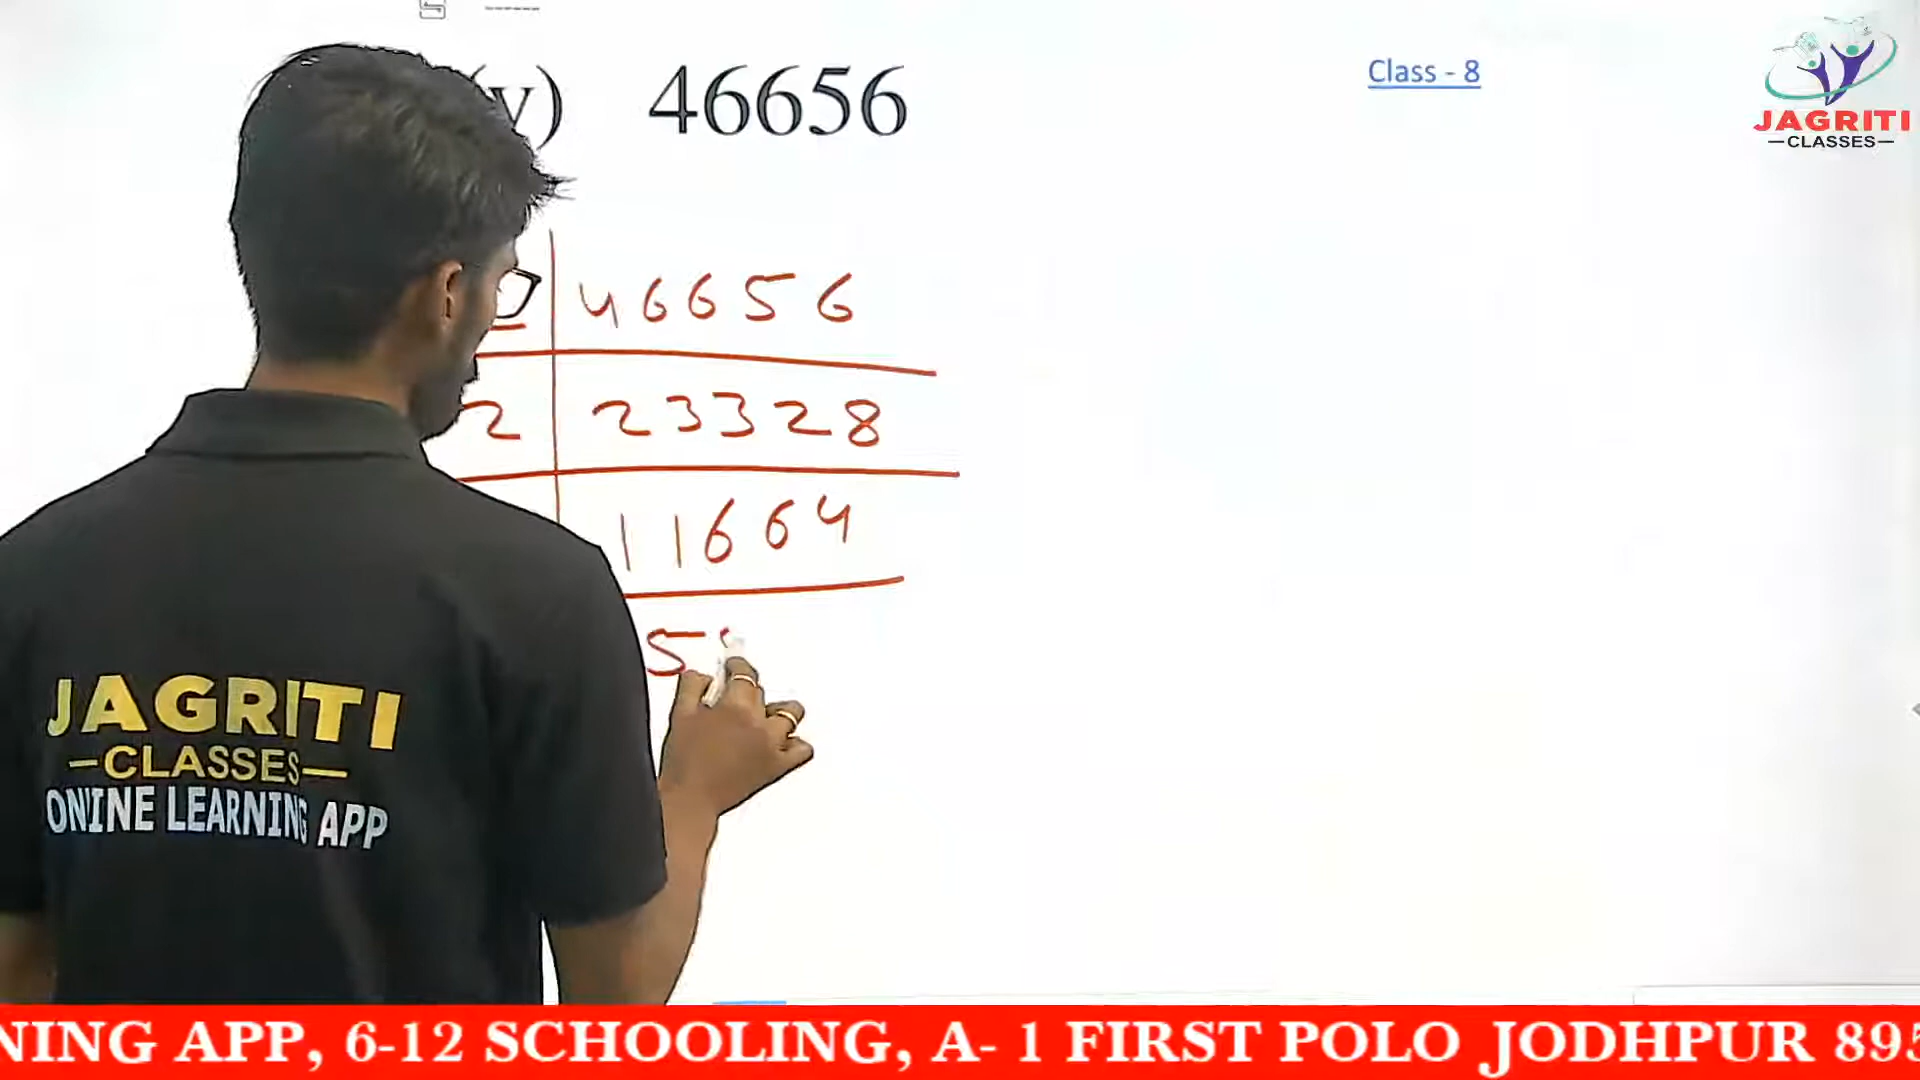 (v) 46656
Class - 8
JAGRITI
—CLASSES—
46656
2 23328
11664
5
JAGRITI
—CLASSES—
ONINE LEARNING APP
NING APP, 6-12 SCHOOLING, A- 1 FIRST POLO JODHPUR 895